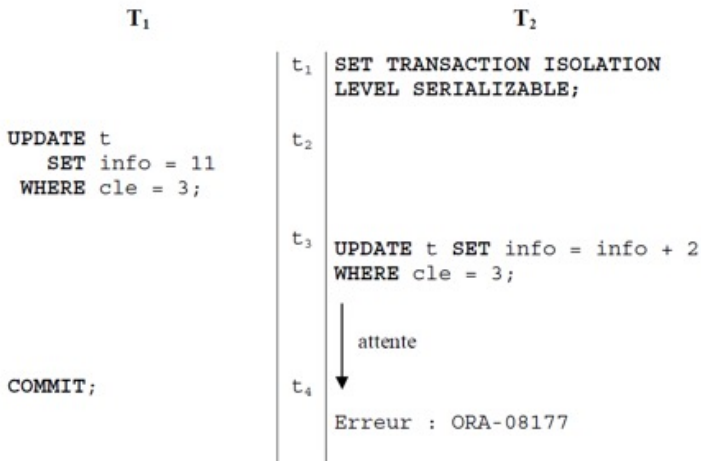 T₁ T₂
t₁ SET TRANSACTION ISOLATION
LEVEL SERIALIZABLE;
UPDATE t t₂
SET info = 11
WHERE cle = 3;
t₃ UPDATE t SET info = info + 2
WHERE cle = 3;
attente
COMMIT; t₄
Erreur : ORA-08177